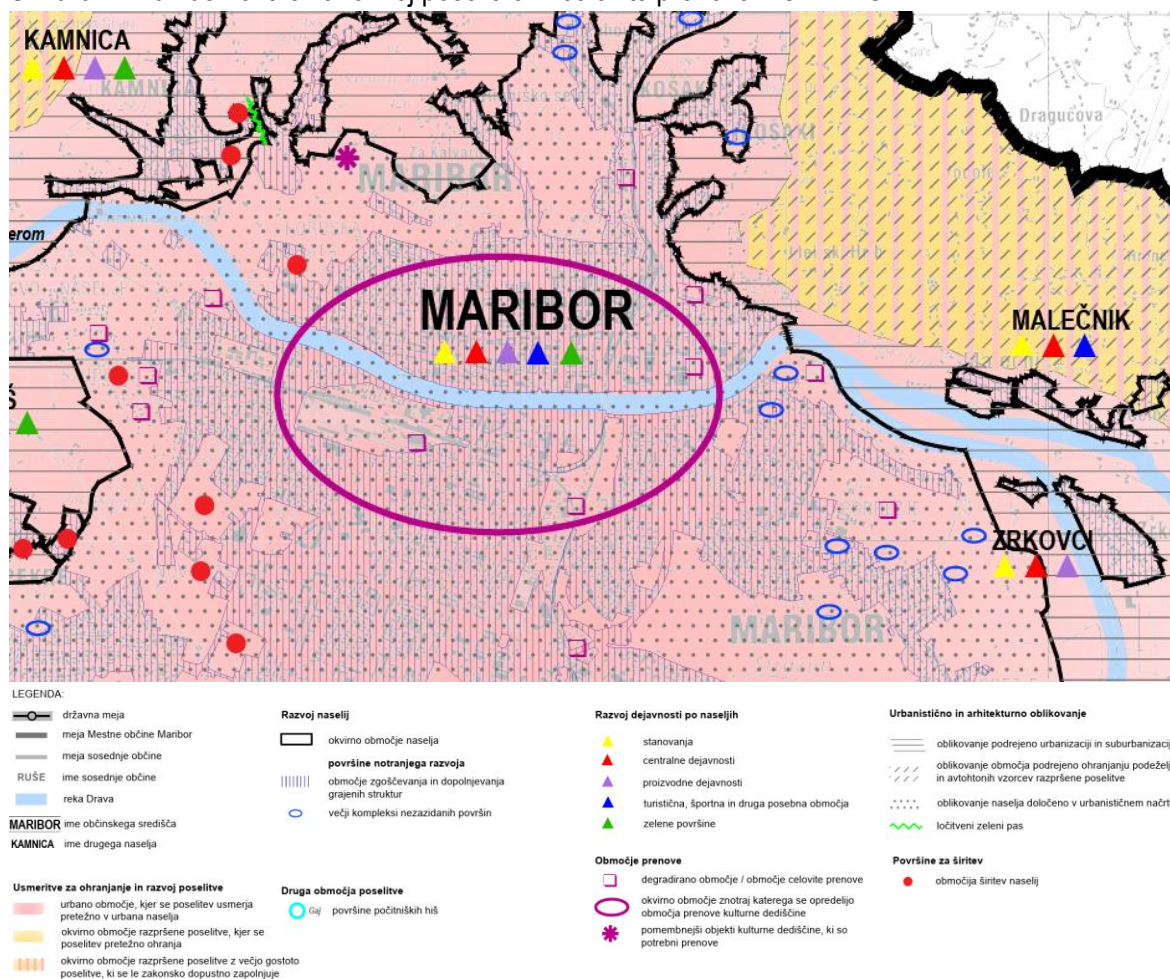 KAMNICA
KAMNICA
KOŠAKI
Dragučova
Za Kalvarijo
MARIBOR
erom
MARIBOR
MALEČNIK
Š
ZRKOVCI
MARIBOR
LEGENDA:
državna meja
meja Mestne občine Maribor
meja sosednje občine
RUŠE ime sosednje občine
reka Drava
MARIBOR ime občinskega središča
KAMNICA ime drugega naselja
Usmeritve za ohranjanje in razvoj poselitve
urbano območje, kjer se poselitev usmerja
pretežno v urbana naselja
okvirno območje razpršene poselitve, kjer se
poselitev pretežno ohranja
okvirno območje razpršene poselitve z večjo gostoto
poselitve, ki se le zakonsko dopustno zapolnjuje
Razvoj naselij
okvirno območje naselja
površine notranjega razvoja
območje zgoščevanja in dopolnjevanja
grajenih struktur
večji kompleksi nezazidanih površin
Druga območja poselitve
Gaj površine počitniških hiš
Razvoj dejavnosti po naseljih
stanovanja
centralne dejavnosti
proizvodne dejavnosti
turistična, športna in druga posebna območja
zelene površine
Območje prenove
degradirano območje / območje celovite prenove
okvirno območje znotraj katerega se opredelijo
območja prenove kulturne dediščine
pomembnejši objekti kulturne dediščine, ki so
potrebni prenove
Urbanistično in arhitekturno oblikovanje
oblikovanje podrejeno urbanizaciji in suburbanizaciji
oblikovanje območja podrejeno ohranjanju podeželj
in avtohtonih vzorcev razpršene poselitve
oblikovanje naselja določeno v urbanističnem načrt
ločitveni zeleni pas
Površine za širitev
območija širitev naselij